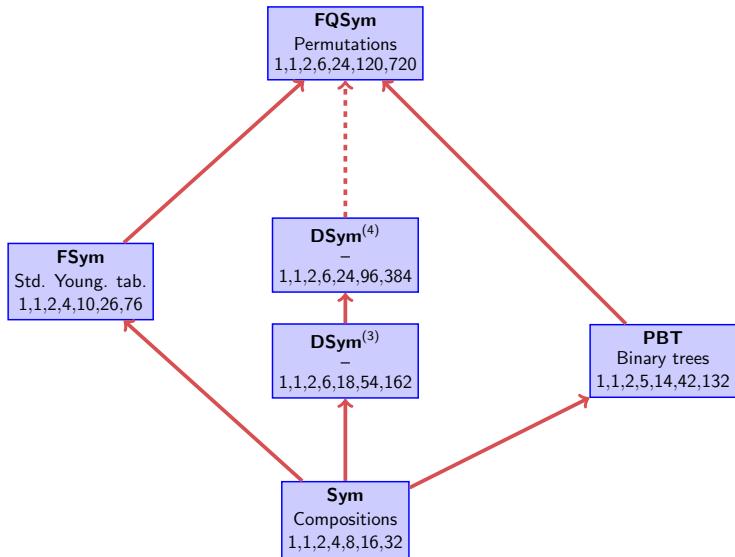 FQSym
Permutations
1,1,2,6,24,120,720
DSym(4)
–
1,1,2,6,24,96,384
FSym
Std. Young. tab.
1,1,2,4,10,26,76
DSym(3)
–
1,1,2,6,18,54,162
PBT
Binary trees
1,1,2,5,14,42,132
Sym
Compositions
1,1,2,4,8,16,32